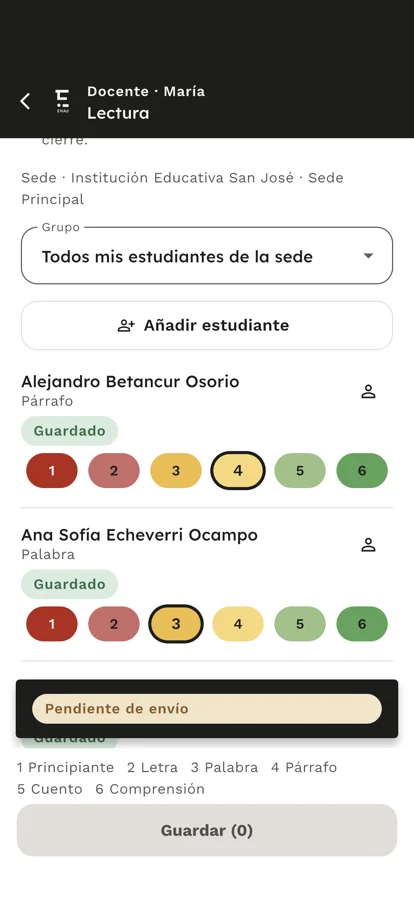 Docente · María
ENAd
Lectura
cierre.
Sede · Institución Educativa San José · Sede
Principal
Grupo
Todos mis estudiantes de la sede
Añadir estudiante
Alejandro Betancur Osorio
Párrafo
Guardado
1 2 3 4 5 6
Ana Sofía Echeverri Ocampo
Palabra
Guardado
1 2 3 4 5 6
Pendiente de envío
Guardado
1 Principiante 2 Letra 3 Palabra 4 Párrafo
5 Cuento 6 Comprensión
Guardar (0)